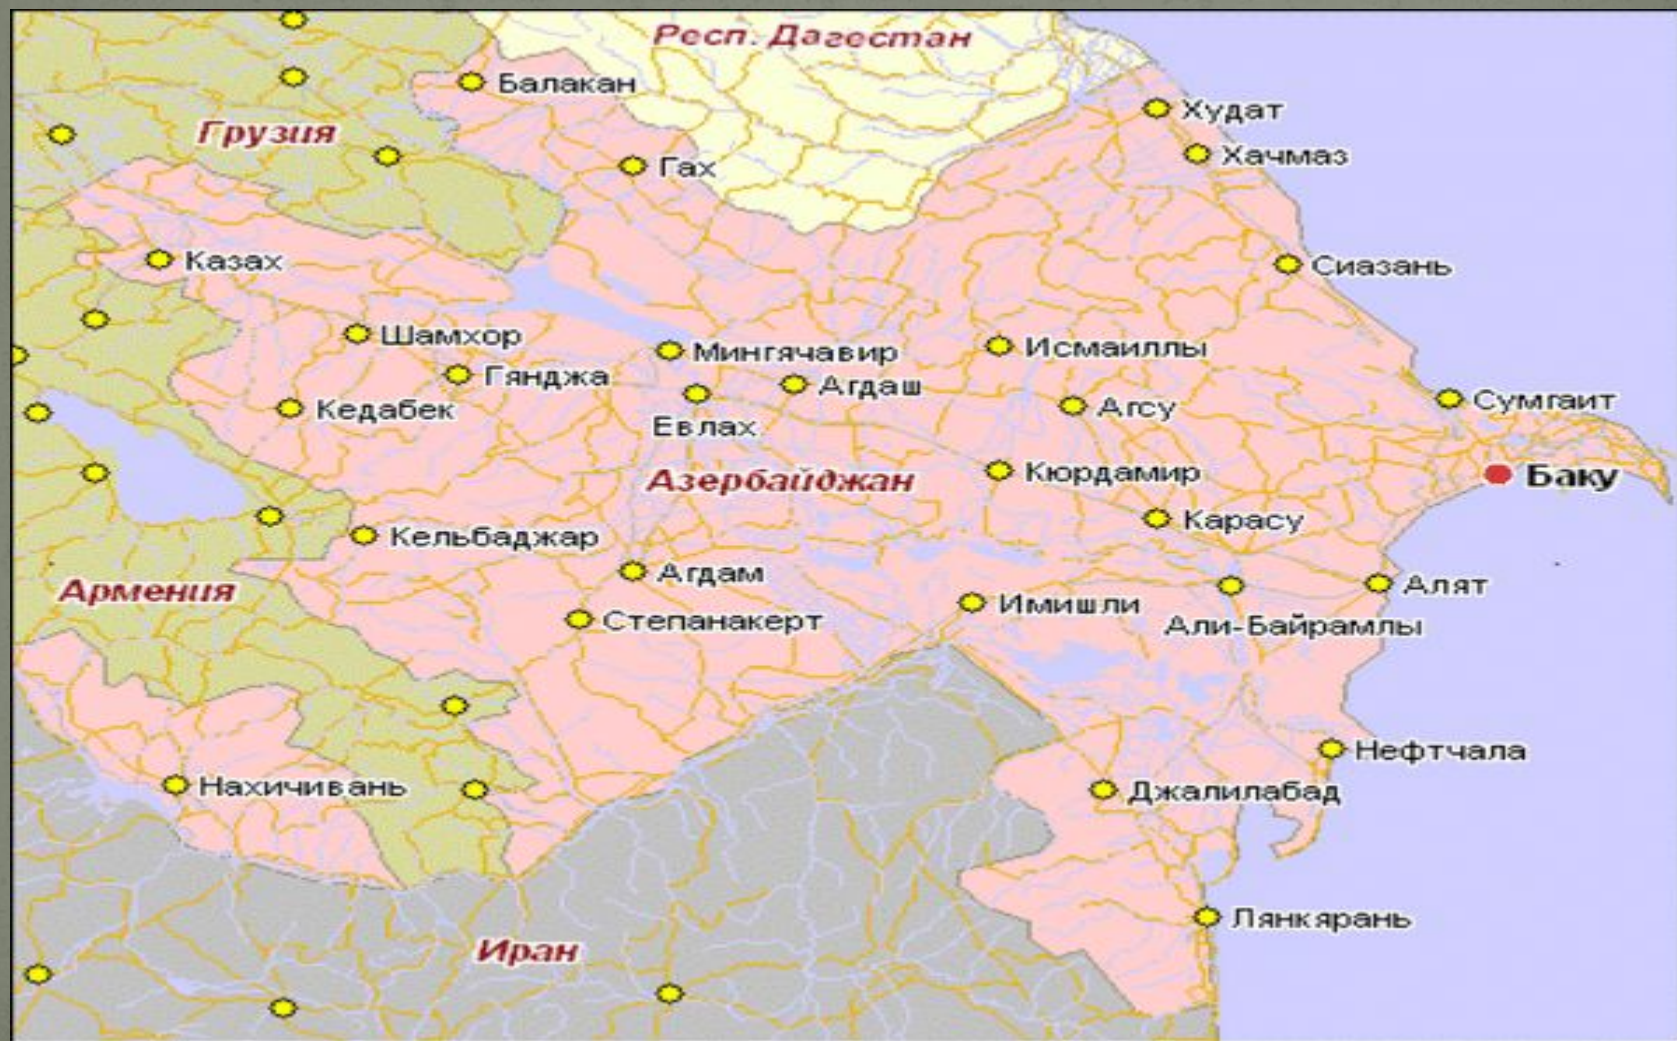 Респ. Дагестан
Балакан
Худат
Грузия
Хачмаз
Гах
Казах
Сиазань
Шамхор
Мингячавир
Исмаиллы
Гянджа
Агдаш
Сумгаит
Кедабек
Агсу
Евлах
Азербайджан
Кюрдамир
Баку
Карасу
Кельбаджар
Агдам
Алят
Армения
Имишли
Степанакерт
Али-Байрамлы
Нефтчала
Нахичивань
Джалилабад
Лянкярань
Иран